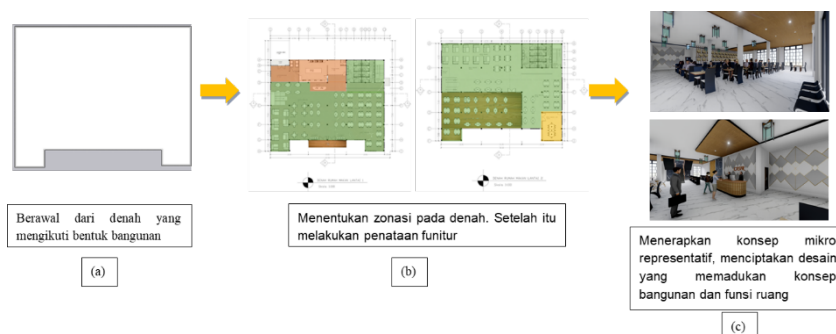 Berawal dari denah yang
mengikuti bentuk bangunan
(a)
Menentukan zonasi pada denah. Setelah itu
melakukan penataan funitur
(b)
Menerapkan konsep mikro
representatif, menciptakan desain
yang memadukan konsep
bangunan dan funsi ruang
(c)